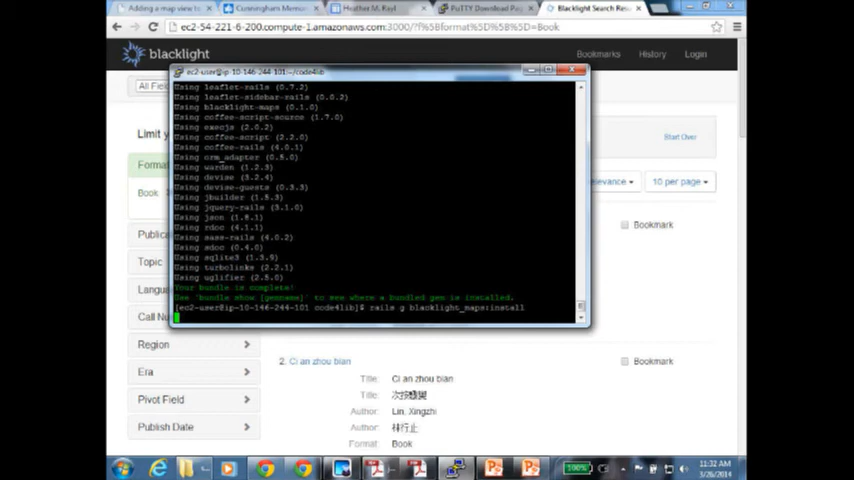 Adding a map view to
Cunningham Memor
Heather M. Rayl
PuTTY Download Pag
Blacklight Search Res
ec2-54-221-6-200.compute-1.amazonaws.com:3000/?f%5Bformat%5D%5B%5D=Book
blacklight
Bookmarks
History
Login
ec2-user@ip-10-146-244-101:~/code4lib
All Fiel
Using leaflet-rails (0.7.2)
Using leaflet-sidebar-rails (0.0.2)
Using blacklight-maps (0.1.0)
Using coffee-script-source (1.7.0)
Using execjs (2.0.2)
Using coffee-script (2.2.0)
Using coffee-rails (4.0.1)
Using orm_adapter (0.5.0)
Using warden (1.2.3)
Using devise (3.2.4)
Using devise-guests (0.3.3)
Using jbuilder (1.5.3)
Using jquery-rails (3.1.0)
Using json (1.8.1)
Using rdoc (4.1.1)
Using sass-rails (4.0.2)
Using sdoc (0.4.0)
Using sqlite3 (1.3.9)
Using turbolinks (2.2.1)
Using uglifier (2.5.0)
Your bundle is complete!
Use `bundle show [gemname]` to see where a bundled gem is installed.
[ec2-user@ip-10-146-244-101 code4lib]$ rails g blacklight_maps:install
Limit y
Format
Book
Start Over
relevance
10 per page
Publica
Topic
Langu
Call Nu
Region
Era
Pivot Field
Publish Date
Bookmark
2. Ci an zhou bian
Bookmark
Title: Ci an zhou bian
Title:
Author: Lin, Xingzhi
Author: 林行止
Format: Book
100%
11:32 AM
3/26/2014